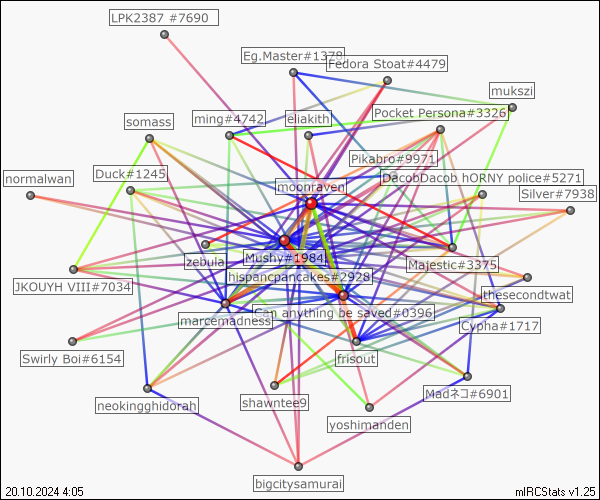 LPK2387 #7690
Eg.Master#1378
Fedora Stoat#4479
mukszi
somass
ming#4742
eliakith
Pocket Persona#3326
Pikabro#9971
normalwan
Duck#1245
moonraven
DacobDacob hORNY police#5271
Silver#7938
zebula
Mushy#1984
Majestic#3375
JKOUYH VIII#7034
hispancpancakes#2928
thesecondtwat
marcemadness
Can anything be saved#0396
Cypha#1717
Swirly Boi#6154
frisout
neokingghidorah
shawntee9
Madネコ#6901
yoshimanden
bigcitysamurai
20.10.2024 4:05
mIRCStats v1.25